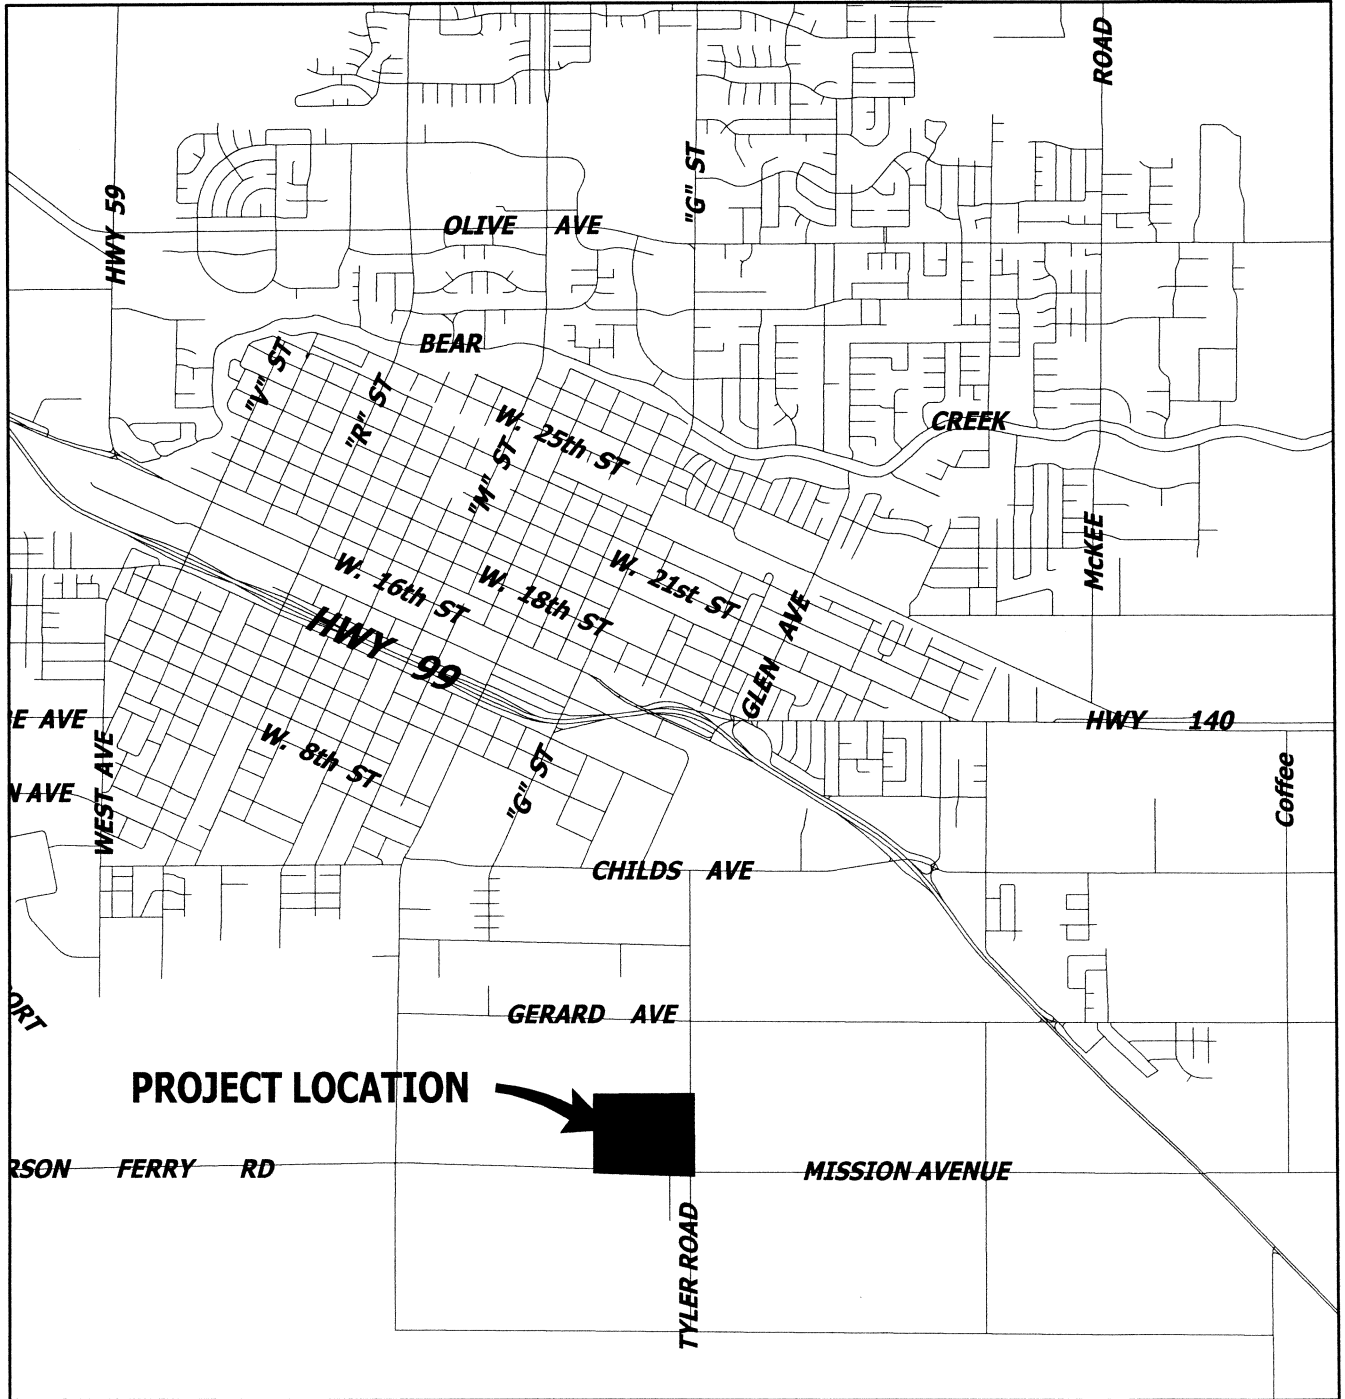 ROAD
"G" ST
HWY 59
OLIVE AVE
BEAR
"V" ST
"R" ST
CREEK
W. 25th ST
"M" ST
McKEE
W. 16th ST
W. 18th ST
W. 21st ST
GLEN AVE
HWY 99
E AVE
HWY 140
WEST AVE
W. 8th ST
"G" ST
Coffee
N AVE
CHILDS AVE
ORT
GERARD AVE
PROJECT LOCATION
RSON FERRY RD
MISSION AVENUE
TYLER ROAD